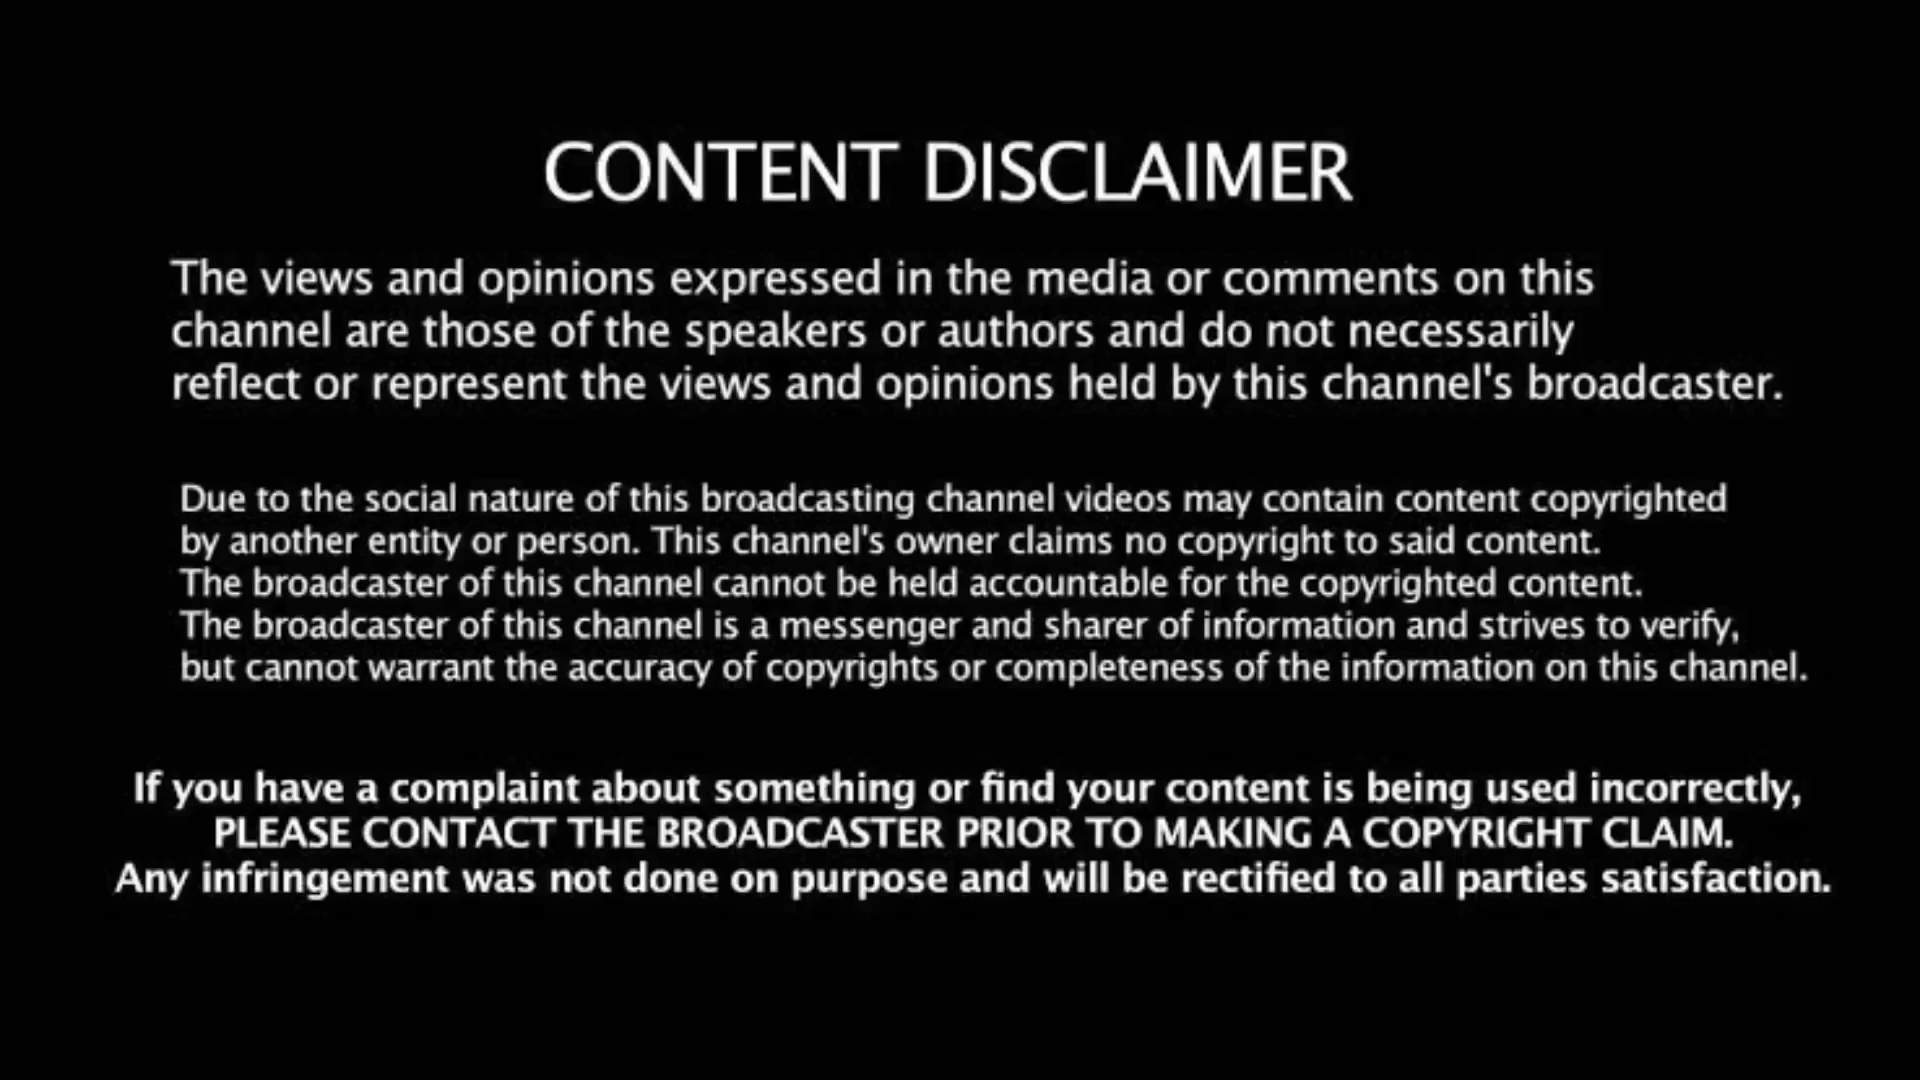 CONTENT DISCLAIMER
The views and opinions expressed in the media or comments on this
channel are those of the speakers or authors and do not necessarily
reflect or represent the views and opinions held by this channel's broadcaster.
Due to the social nature of this broadcasting channel videos may contain content copyrighted
by another entity or person. This channel's owner claims no copyright to said content.
The broadcaster of this channel cannot be held accountable for the copyrighted content.
The broadcaster of this channel is a messenger and sharer of information and strives to verify,
but cannot warrant the accuracy of copyrights or completeness of the information on this channel.
If you have a complaint about something or find your content is being used incorrectly,
PLEASE CONTACT THE BROADCASTER PRIOR TO MAKING A COPYRIGHT CLAIM.
Any infringement was not done on purpose and will be rectified to all parties satisfaction.